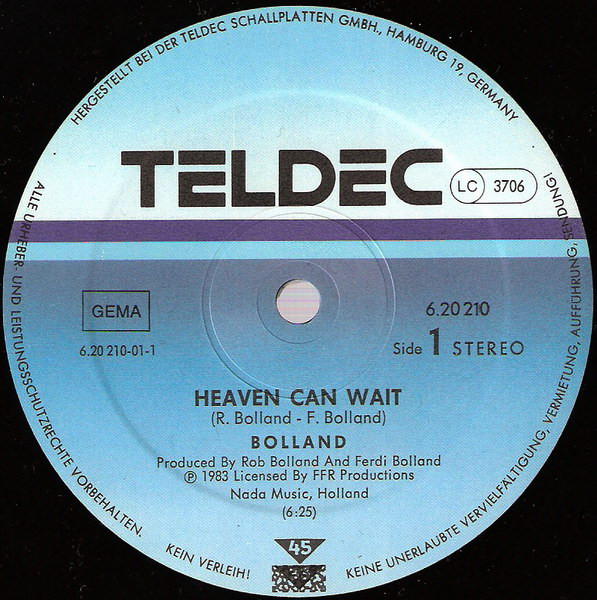 HERGESTELLT BEI DER TELDEC SCHALLPLATTEN GMBH., HAMBURG 19, GERMANY
TELDEC
LC 3706
GEMA
6.20 210-01-1
6.20 210
Side 1 STEREO
HEAVEN CAN WAIT
(R. Bolland - F. Bolland)
BOLLAND
Produced By Rob Bolland And Ferdi Bolland
℗ 1983 Licensed By FFR Productions
Nada Music, Holland
(6:25)
45
ALLE URHEBER- UND LEISTUNGSSCHUTZRECHTE VORBEHALTEN.
KEIN VERLEIH!
KEINE UNERLAUBTE VERVIELFÄLTIGUNG, VERMIETUNG, AUFFÜHRUNG, SENDUNG!